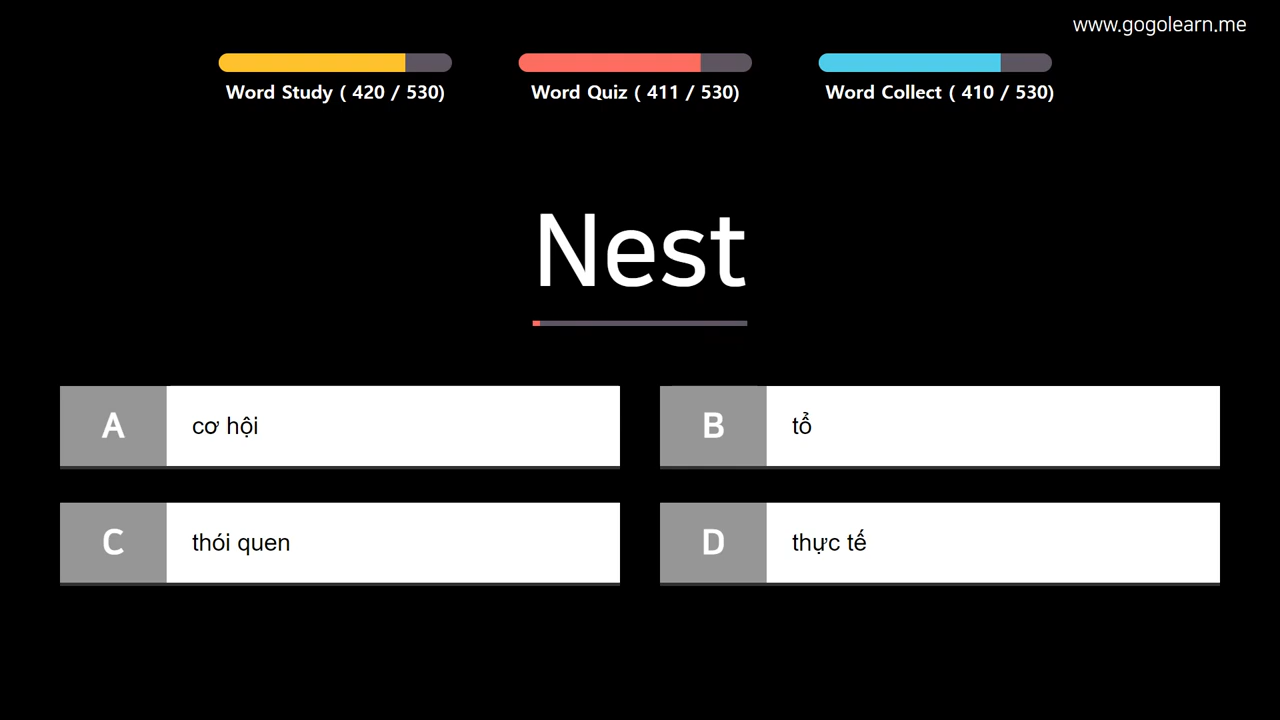 www.gogolearn.me
Word Study ( 420 / 530)
Word Quiz ( 411 / 530)
Word Collect ( 410 / 530)
Nest
A
cơ hội
B
tổ
C
thói quen
D
thực tế